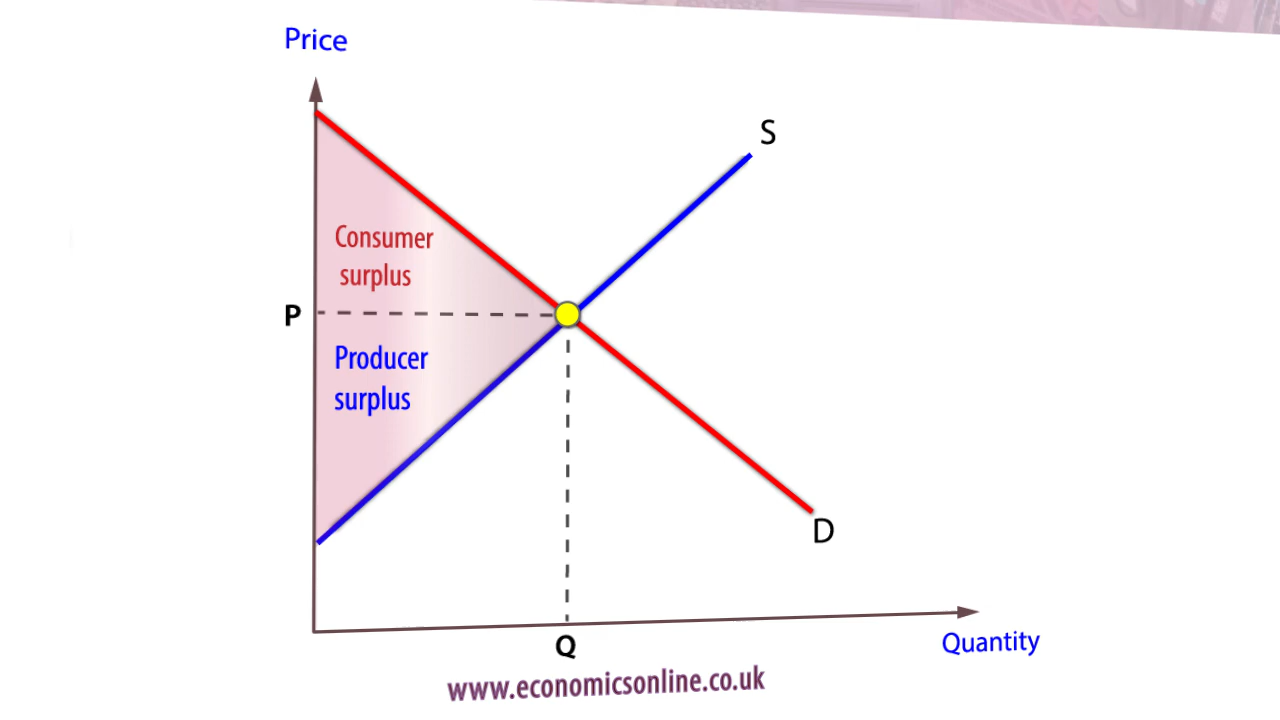 Price
S
Consumer
surplus
P
Producer
surplus
D
Q
Quantity
www.economicsonline.co.uk